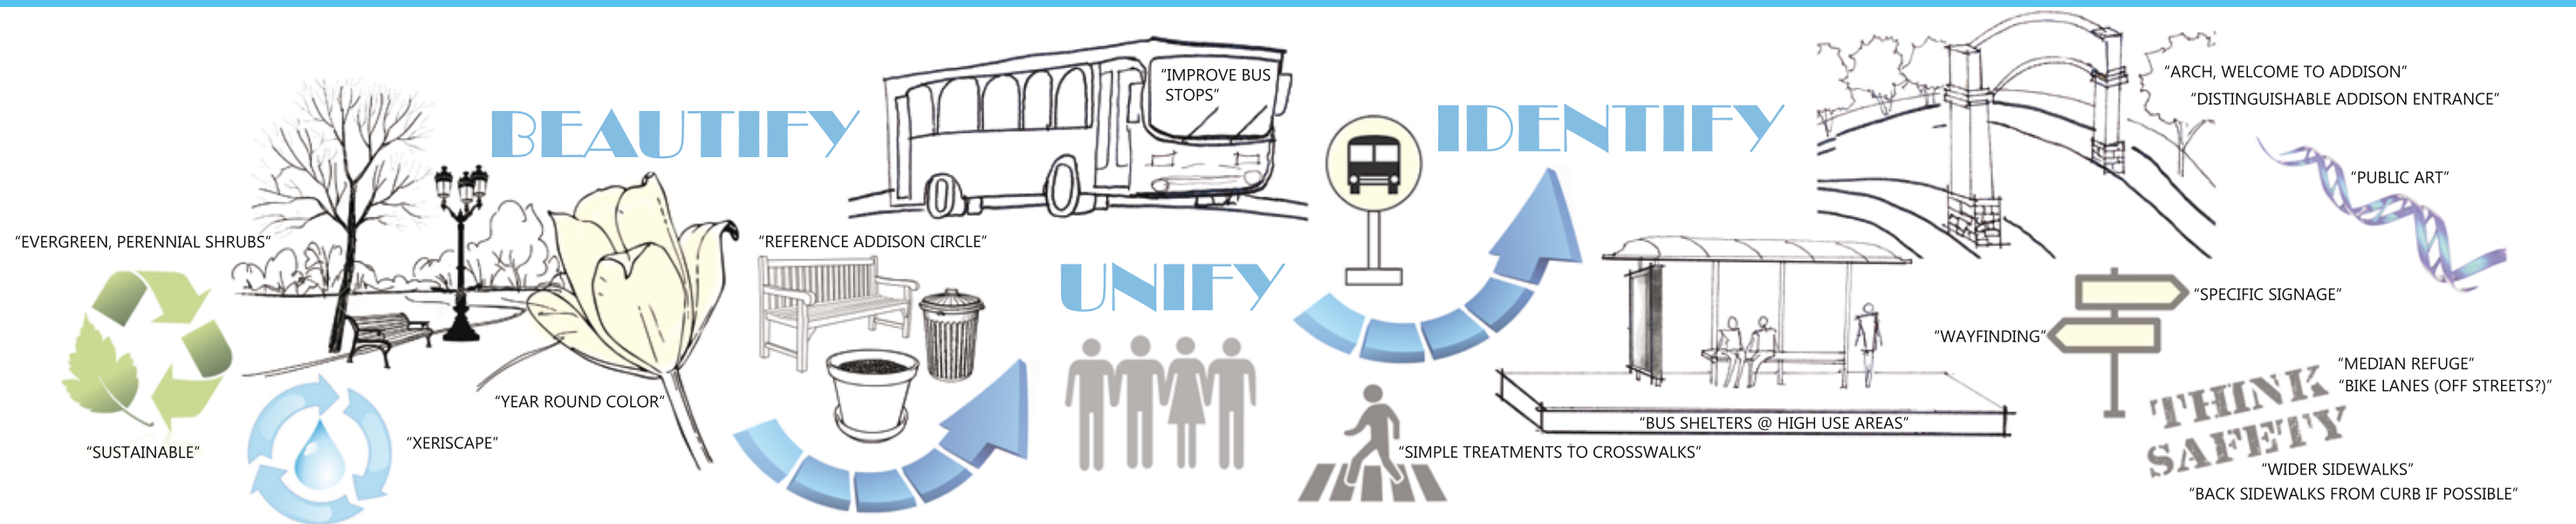 "EVERGREEN, PERENNIAL SHRUBS"
"SUSTAINABLE"
"XERISCAPE"
BEAUTIFY
"YEAR ROUND COLOR"
"REFERENCE ADDISON CIRCLE"
"IMPROVE BUS
STOPS"
UNIFY
IDENTIFY
"SIMPLE TREATMENTS TO CROSSWALKS"
"BUS SHELTERS @ HIGH USE AREAS"
"ARCH, WELCOME TO ADDISON"
"DISTINGUISHABLE ADDISON ENTRANCE"
"PUBLIC ART"
"SPECIFIC SIGNAGE"
"WAYFINDING"
THINK
SAFETY
"MEDIAN REFUGE"
"BIKE LANES (OFF STREETS?)"
"WIDER SIDEWALKS"
"BACK SIDEWALKS FROM CURB IF POSSIBLE"